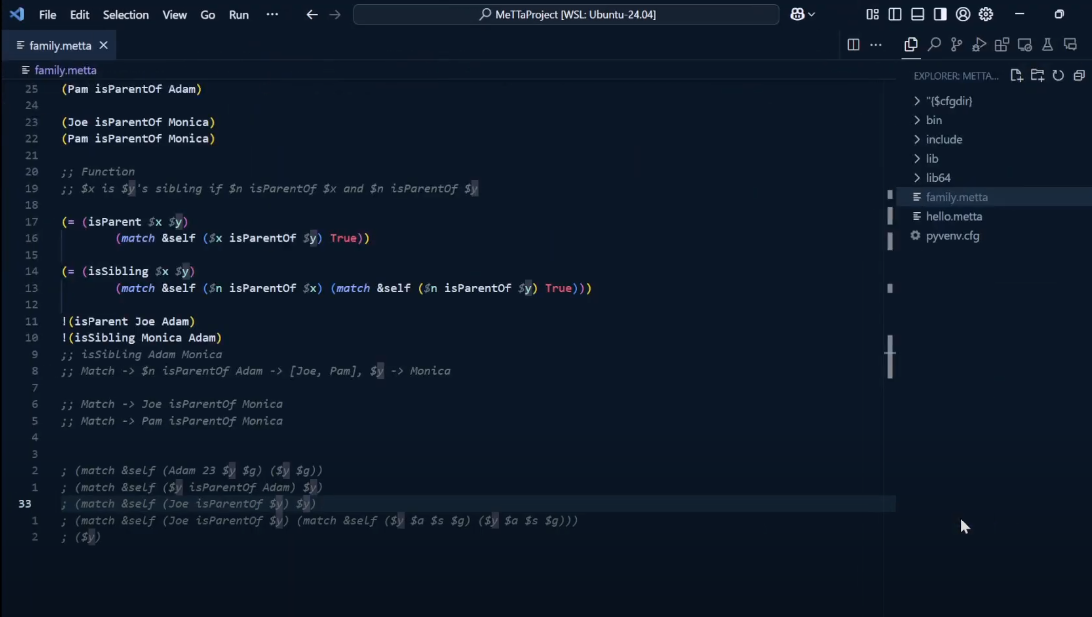 File Edit Selection View Go Run ··· MeTTaProject [WSL: Ubuntu-24.04]
family.metta
family.metta
EXPLORER: METTA...
25 (Pam isParentOf Adam)
24
23 (Joe isParentOf Monica)
22 (Pam isParentOf Monica)
21
20 ;; Function
19 ;; $x is $y's sibling if $n isParentOf $x and $n isParentOf $y
18
17 (= (isParent $x $y)
16 (match &self ($x isParentOf $y) True))
15
14 (= (isSibling $x $y)
13 (match &self ($n isParentOf $x) (match &self ($n isParentOf $y) True)))
12
11 !(isParent Joe Adam)
10 !(isSibling Monica Adam)
9 ;; isSibling Adam Monica
8 ;; Match -> $n isParentOf Adam -> [Joe, Pam], $y -> Monica
7
6 ;; Match -> Joe isParentOf Monica
5 ;; Match -> Pam isParentOf Monica
4
3
2 ; (match &self (Adam 23 $y $g) ($y $g))
1 ; (match &self ($y isParentOf Adam) $y)
33 ; (match &self (Joe isParentOf $y) $y)
1 ; (match &self (Joe isParentOf $y) (match &self ($y $a $s $g) ($y $a $s $g)))
2 ; ($y)
"{$cfgdir}
bin
include
lib
lib64
family.metta
hello.metta
pyvenv.cfg